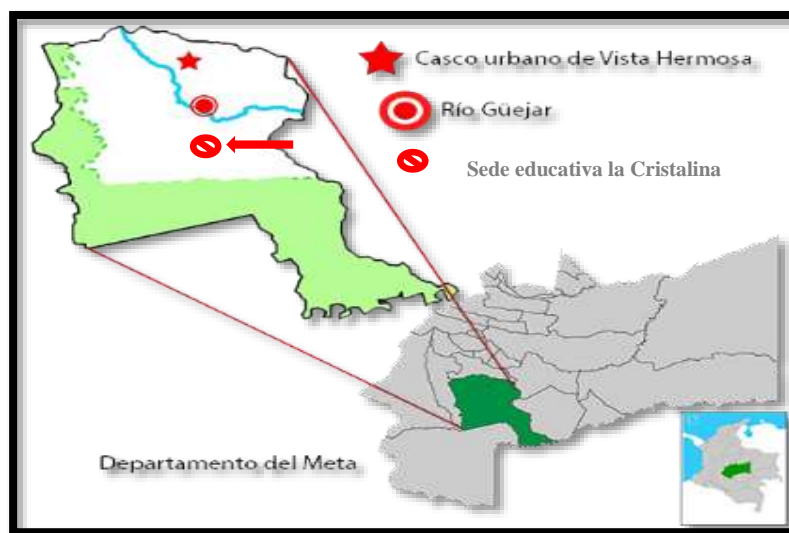 Casco urbano de Vista Hermosa
Río Güejar
Sede educativa la Cristalina
Departamento del Meta